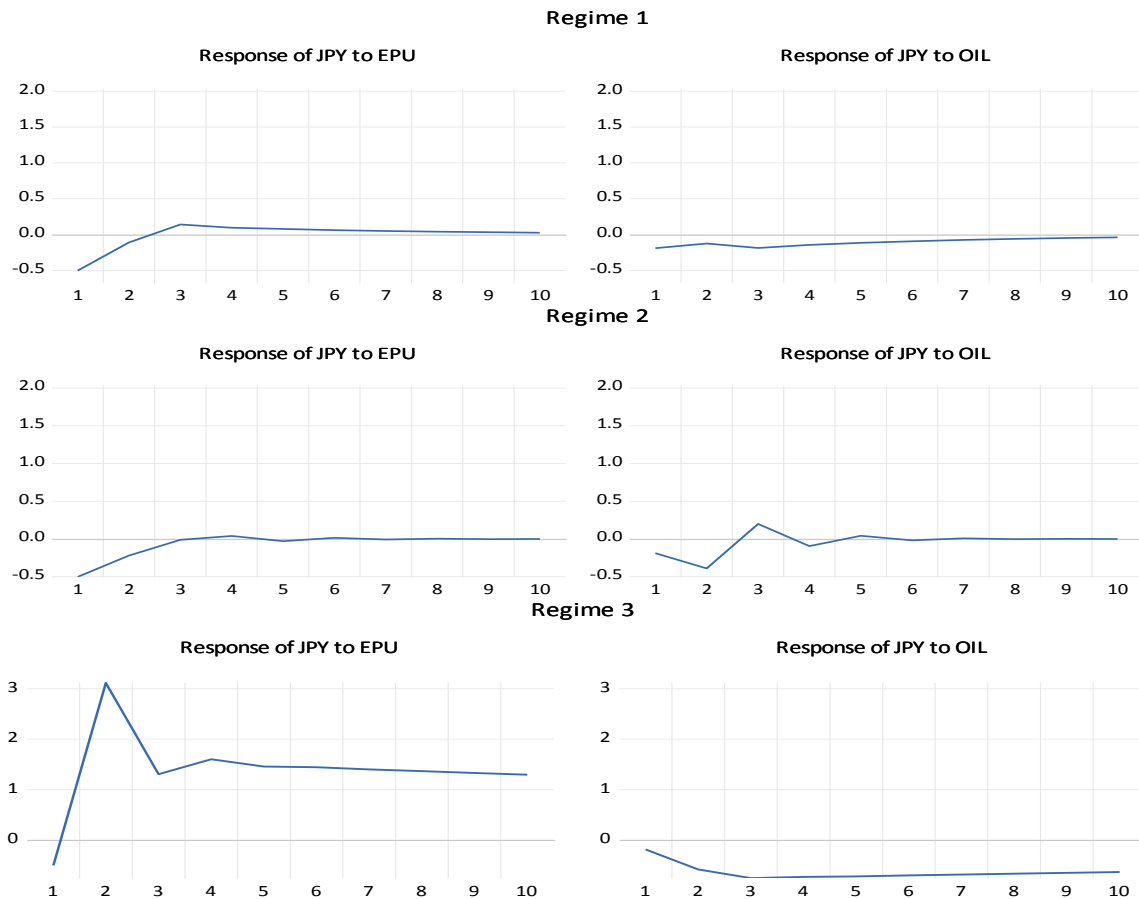 Regime 1
Response of JPY to EPU
2.0
1.5
1.0
0.5
0.0
-0.5
1 2 3 4 5 6 7 8 9 10
Response of JPY to OIL
2.0
1.5
1.0
0.5
0.0
-0.5
1 2 3 4 5 6 7 8 9 10
Regime 2
Response of JPY to EPU
2.0
1.5
1.0
0.5
0.0
-0.5
1 2 3 4 5 6 7 8 9 10
Response of JPY to OIL
2.0
1.5
1.0
0.5
0.0
-0.5
1 2 3 4 5 6 7 8 9 10
Regime 3
Response of JPY to EPU
3
2
1
0
1 2 3 4 5 6 7 8 9 10
Response of JPY to OIL
3
2
1
0
1 2 3 4 5 6 7 8 9 10